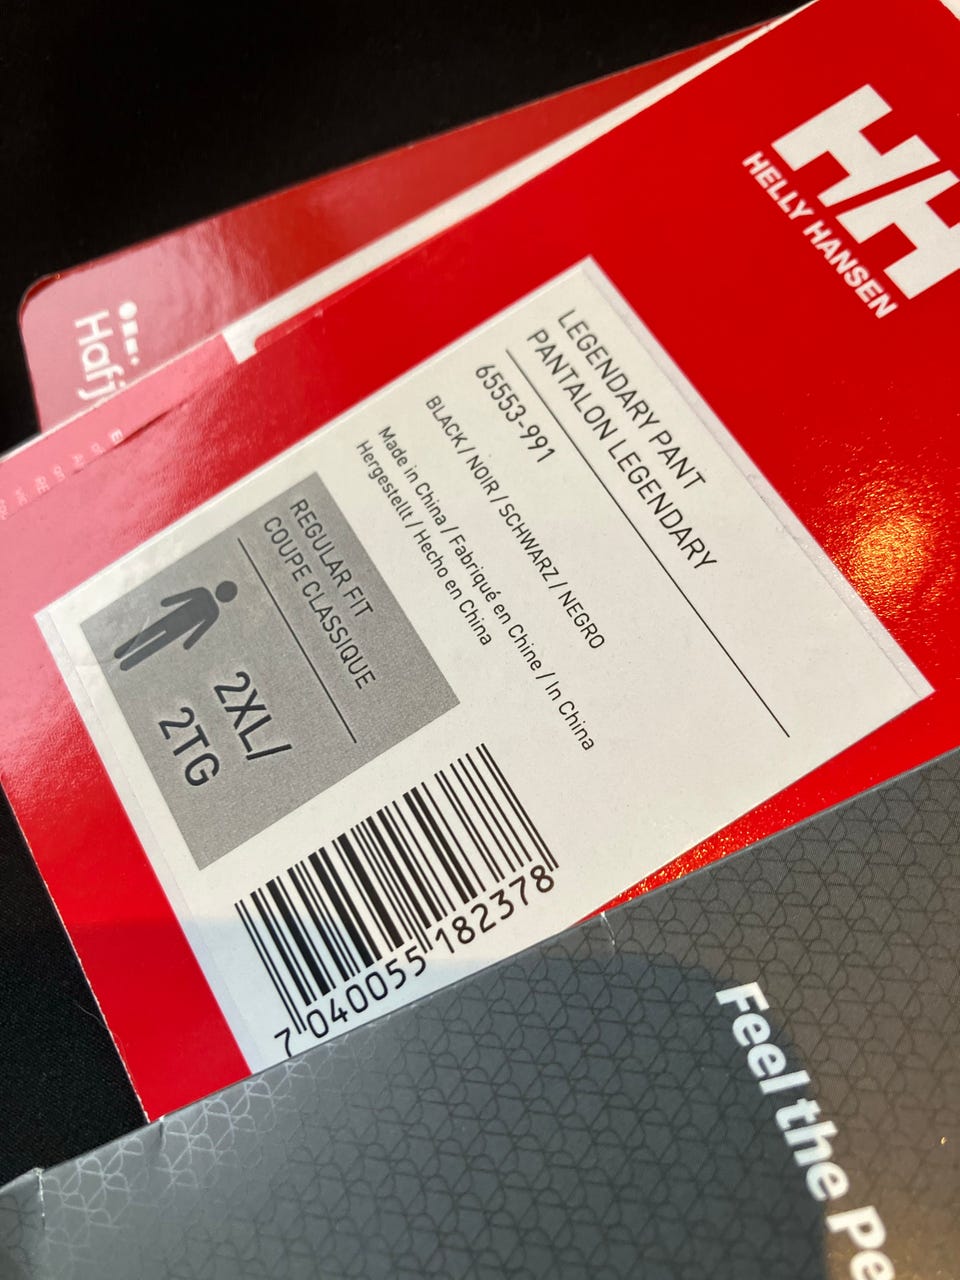 HH
HELLY HANSEN
LEGENDARY PANT
PANTALON LEGENDARY
65553-991
BLACK / NOIR / SCHWARZ / NEGRO
Made in China / Fabriqué en Chine / In China
Hergestellt / Hecho en China
REGULAR FIT
COUPE CLASSIQUE
2XL/
2TG
7 040055 182378
Feel the